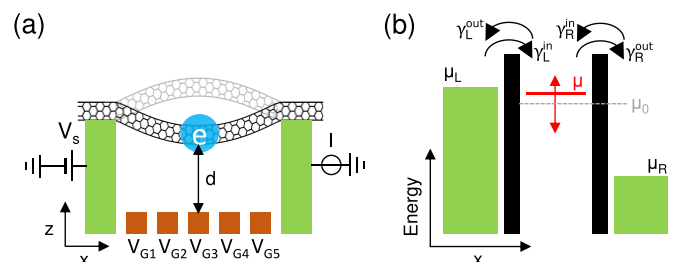 (a)
V_s
e
I
d
z
x
V_G1 V_G2 V_G3 V_G4 V_G5
(b)
γ_L^out γ_R^in
γ_L^in γ_R^out
μ_L
μ
μ_0
μ_R
Energy
x